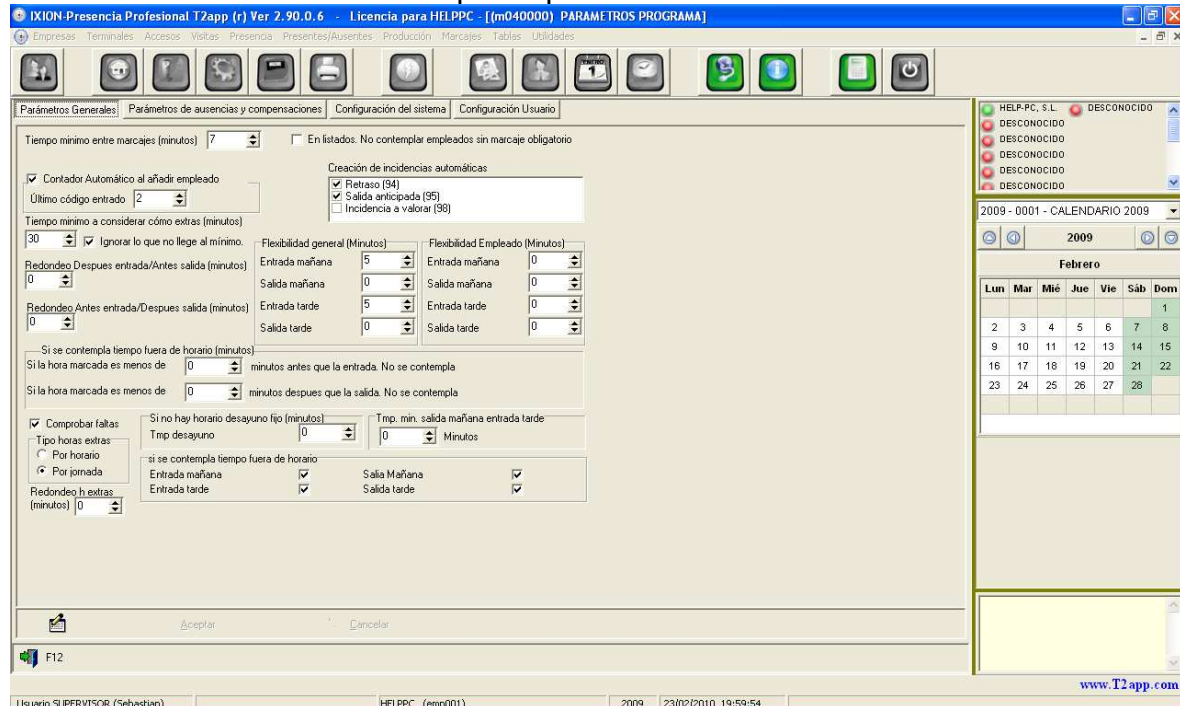 IXION-Presencia Profesional T2app (r) Ver 2.90.0.6 - Licencia para HELPPC - [(m040000) PARAMETROS PROGRAMA]
Empresas Terminales Accesos Visitas Presencia Presentes/Ausentes Producción Marcajes Tablas Utilidades
ENERO
1
Parámetros Generales Parámetros de ausencias y compensaciones Configuración del sistema Configuración Usuario
Tiempo minimo entre marcajes (minutos) 7 En listados. No contemplar empleados sin marcaje obligatorio
Creación de incidencias automáticas
Contador Automático al añadir empleado
Retraso (94)
Último código entrado 2
Salida anticipada (95)
Incidencia a valorar (98)
Tiempo minimo a considerar cómo extras (minutos)
30 Ignorar lo que no llege al mínimo.
Redondeo Despues entrada/Antes salida (minutos)
0
Redondeo Antes entrada/Despues salida (minutos)
0
Flexibilidad general (Minutos)
Entrada mañana 5
Salida mañana 0
Entrada tarde 5
Salida tarde 0
Flexibilidad Empleado (Minutos)
Entrada mañana 0
Salida mañana 0
Entrada tarde 0
Salida tarde 0
Si se contempla tiempo fuera de horario (minutos)
Si la hora marcada es menos de 0 minutos antes que la entrada. No se contempla
Si la hora marcada es menos de 0 minutos despues que la salida. No se contempla
Comprobar faltas
Tipo horas extras
Por horario
Por jornada
Redondeo h extras
(minutos) 0
Si no hay horario desayuno fijo (minutos)
Tmp desayuno 0
Tmp. min. salida mañana entrada tarde
0 Minutos
si se contempla tiempo fuera de horario
Entrada mañana Salia Mañana
Entrada tarde Salida tarde
Aceptar Cancelar
F12
HELP-PC, S.L. DESCONOCIDO
DESCONOCIDO
DESCONOCIDO
DESCONOCIDO
DESCONOCIDO
DESCONOCIDO
2009 - 0001 - CALENDARIO 2009
2009
Febrero
Lun Mar Mié Jue Vie Sáb Dom
1
2 3 4 5 6 7 8
9 10 11 12 13 14 15
16 17 18 19 20 21 22
23 24 25 26 27 28
www.T2app.com
Usuario SUPERVISOR (Sebastian) HELPPC (emp001) 2009 23/02/2010 19:59:54